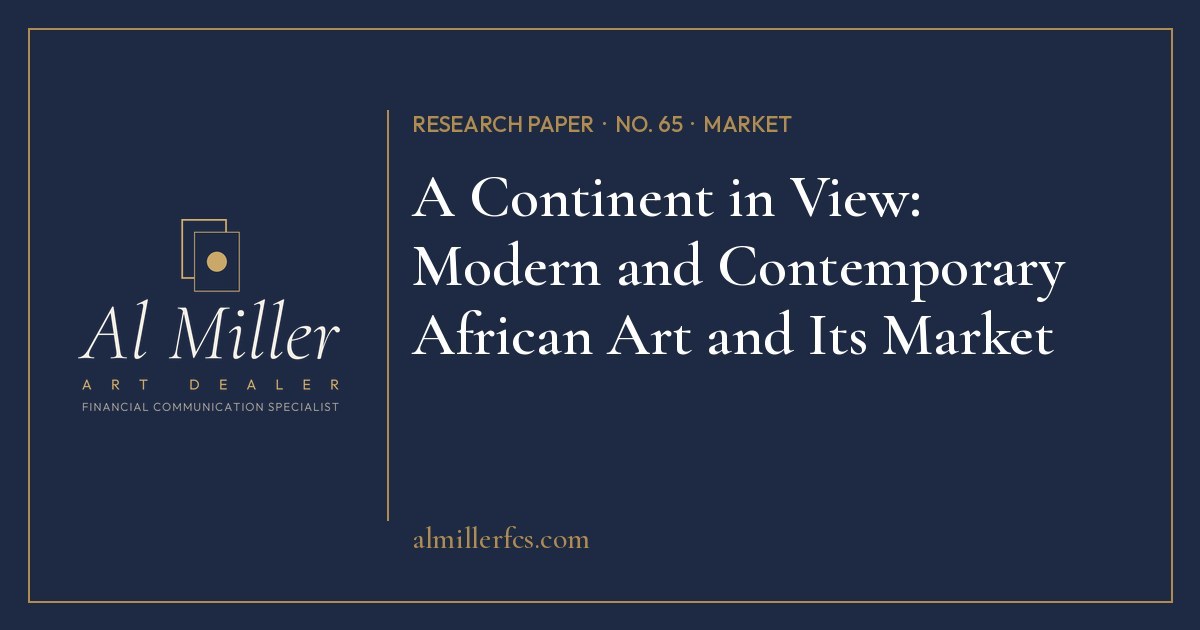 Al Miller
ART DEALER
FINANCIAL COMMUNICATION SPECIALIST
RESEARCH PAPER · NO. 65 · MARKET
A Continent in View:
Modern and Contemporary
African Art and Its Market
almillerfcs.com